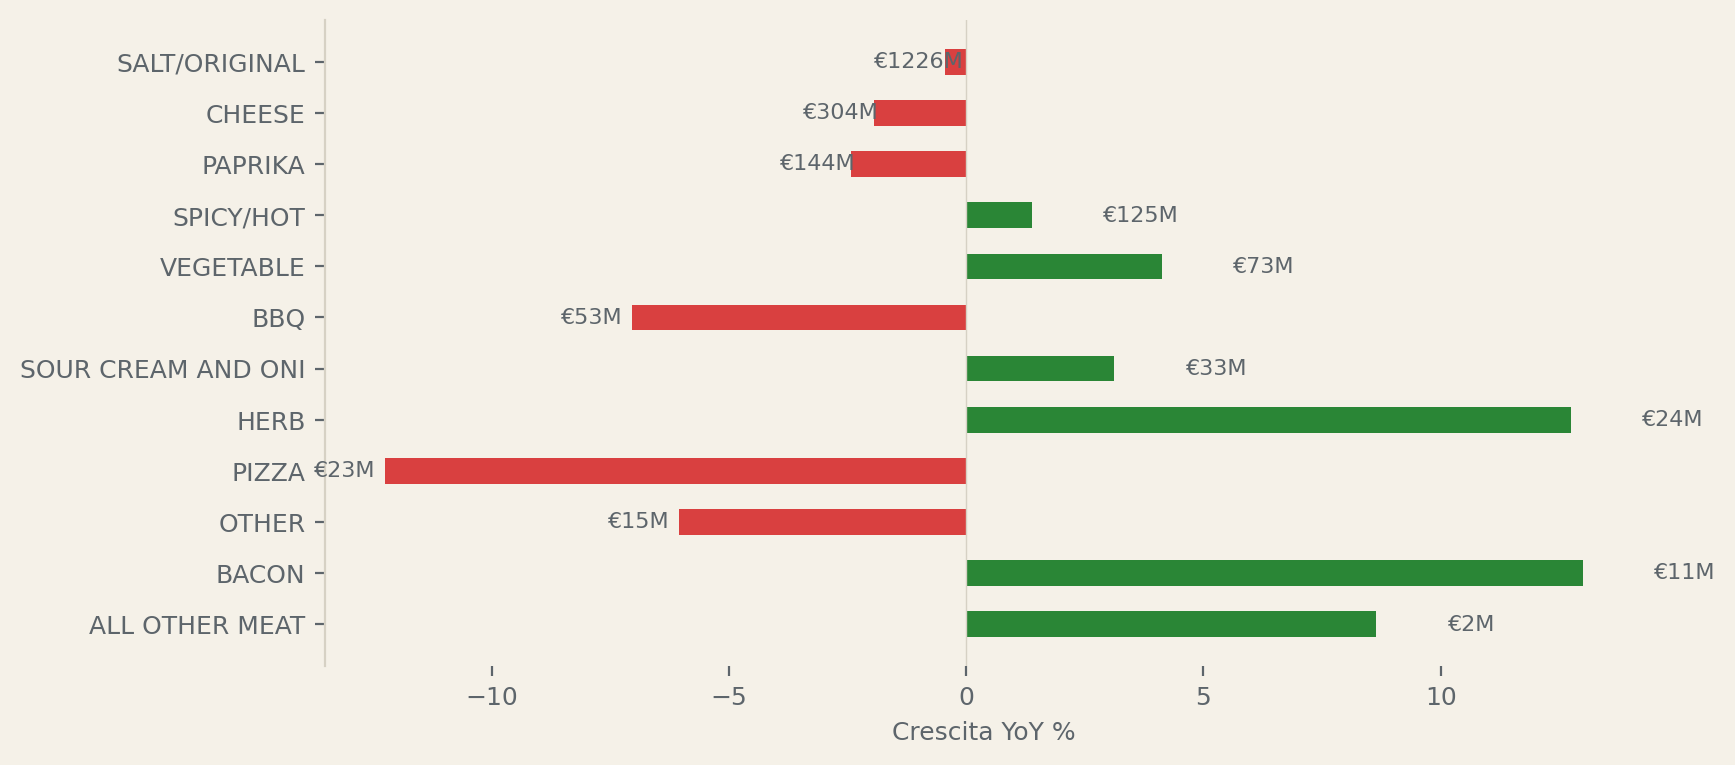 SALT/ORIGINAL €1226M
CHEESE €304M
PAPRIKA €144M
SPICY/HOT €125M
VEGETABLE €73M
BBQ €53M
SOUR CREAM AND ONI €33M
HERB €24M
PIZZA €23M
OTHER €15M
BACON €11M
ALL OTHER MEAT €2M
−10 −5 0 5 10
Crescita YoY %